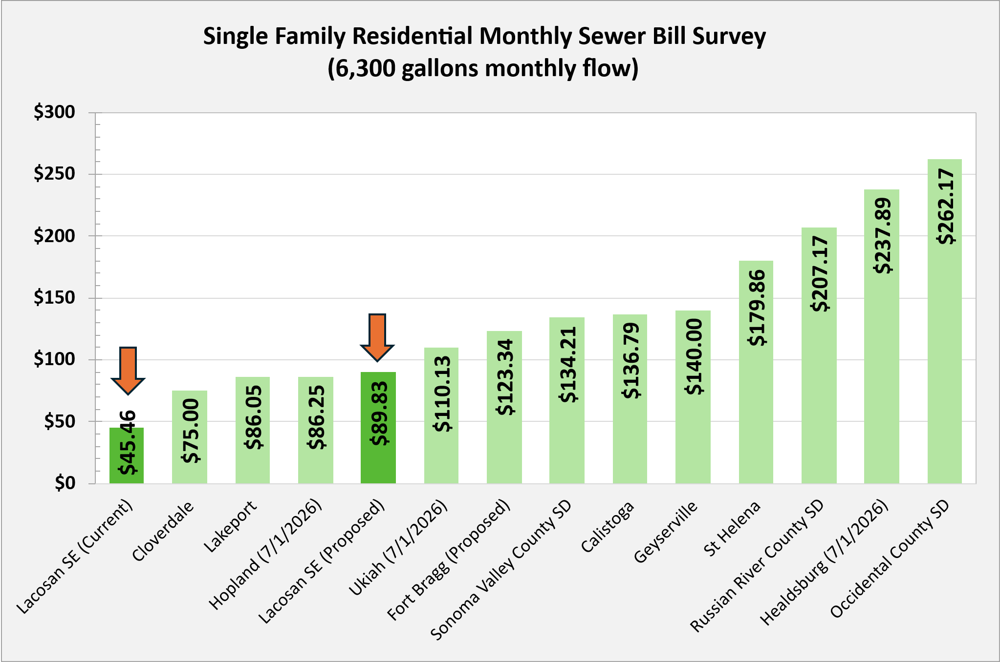 Single Family Residential Monthly Sewer Bill Survey
(6,300 gallons monthly flow)
$300
$250
$200
$150
$100
$50
$0
$45.46
$75.00
$86.05
$86.25
$89.83
$110.13
$123.34
$134.21
$136.79
$140.00
$179.86
$207.17
$237.89
$262.17
Lacosan SE (Current)
Cloverdale
Lakeport
Hopland (7/1/2026)
Lacosan SE (Proposed)
Ukiah (7/1/2026)
Fort Bragg (Proposed)
Sonoma Valley County SD
Calistoga
Geyserville
St Helena
Russian River County SD
Healdsburg (7/1/2026)
Occidental County SD